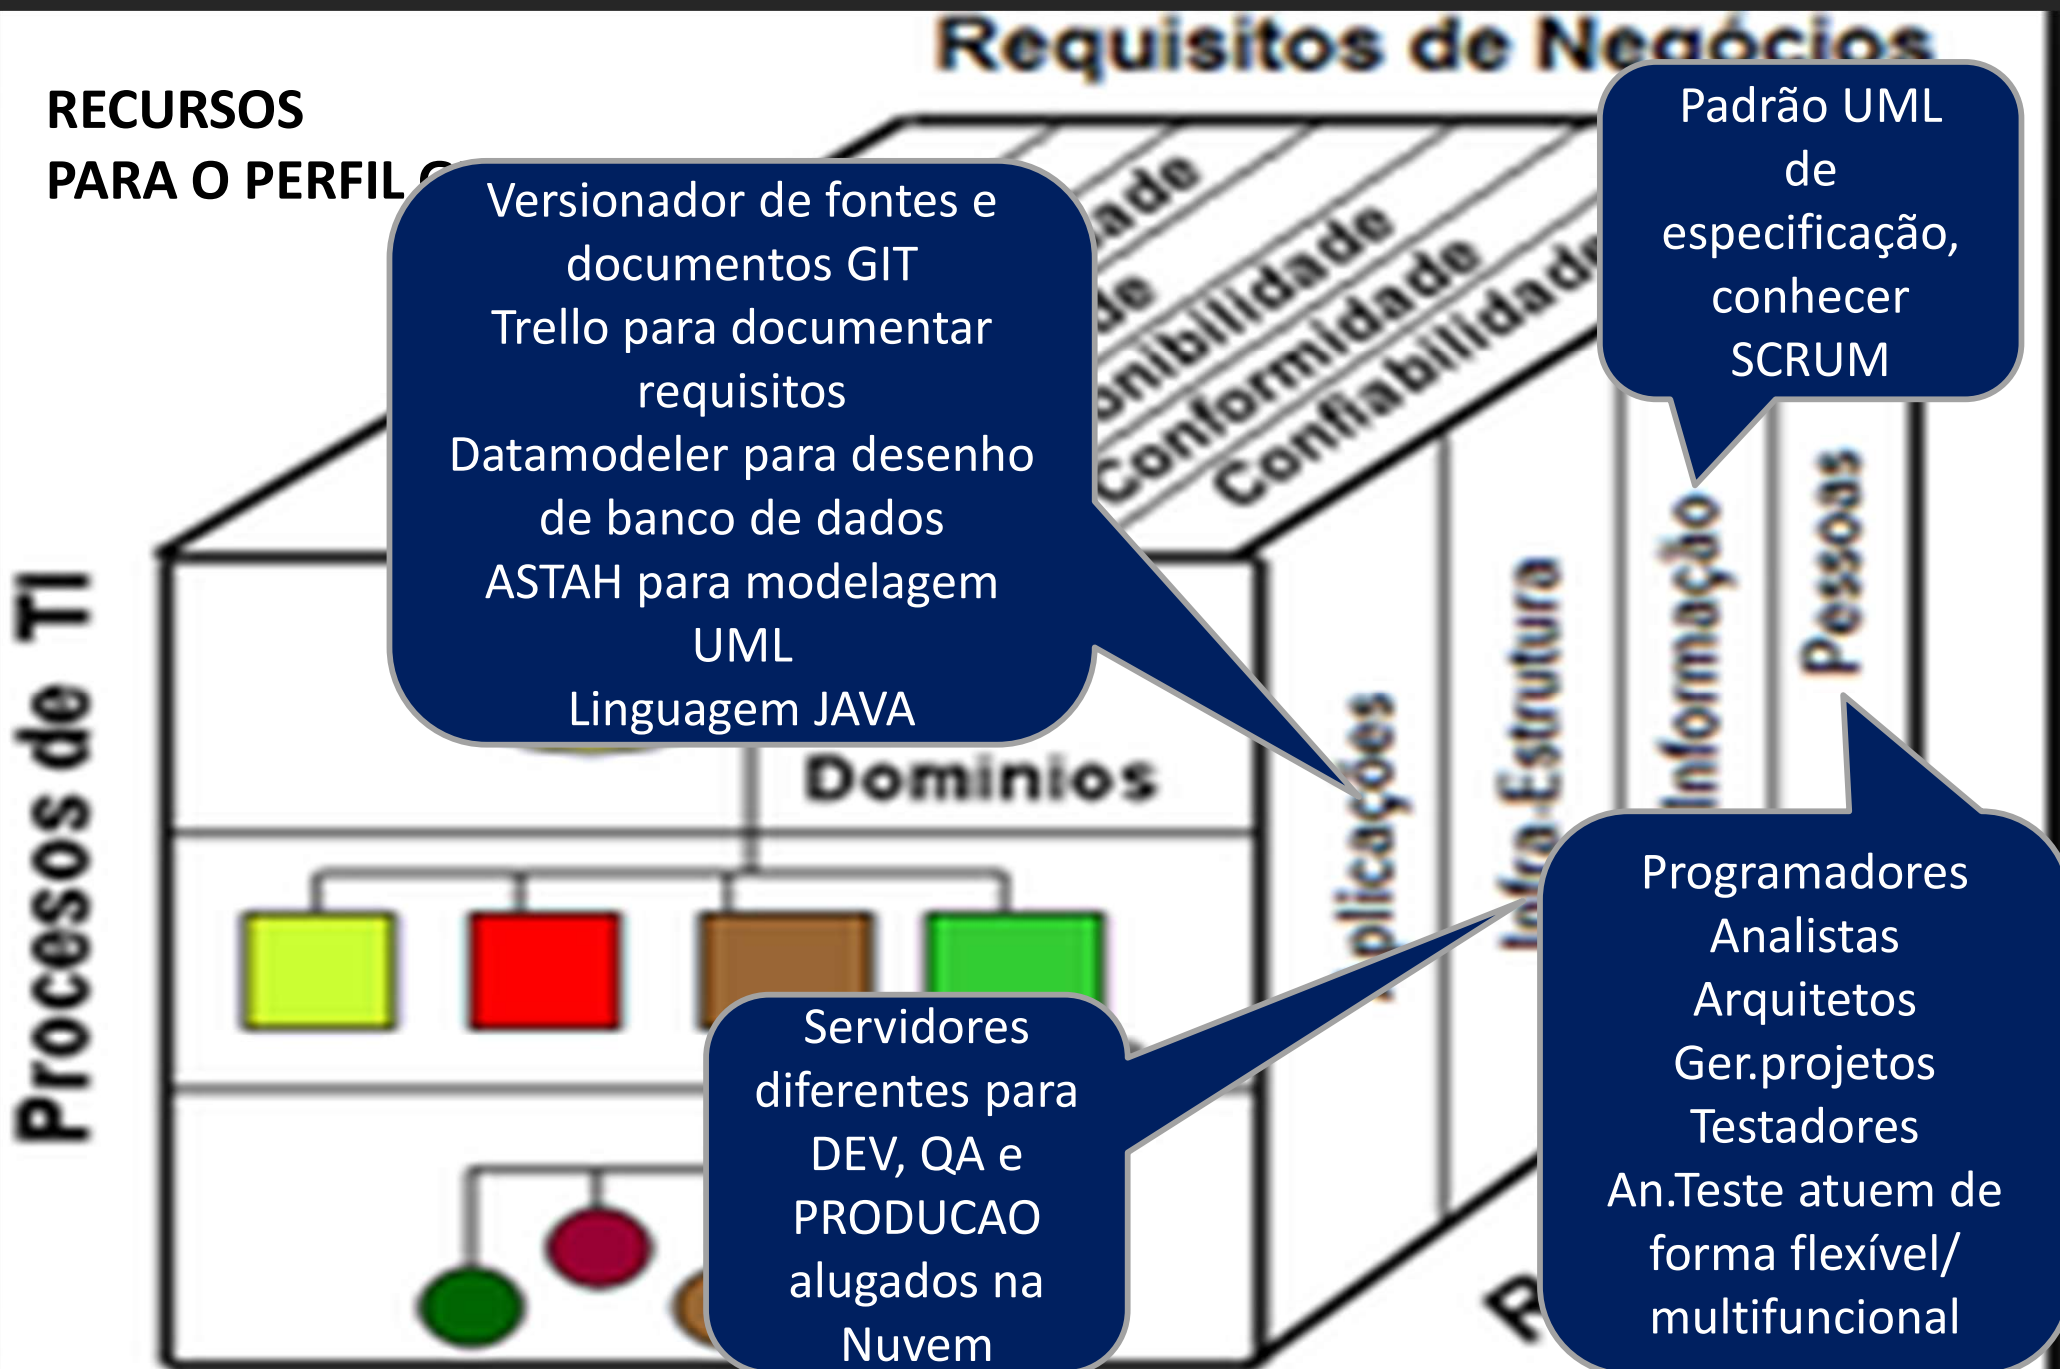 Requisitos de Negócios
RECURSOS
PARA O PERFIL
Versionador de fontes e
documentos GIT
Trello para documentar
requisitos
Datamodeler para desenho
de banco de dados
ASTAH para modelagem
UML
Linguagem JAVA
Padrão UML
de
especificação,
conhecer
SCRUM
Conformidade
Confiabilidade
Processos de TI
Dominios
Infra-Estrutura
Informação
Pessoas
Servidores
diferentes para
DEV, QA e
PRODUCAO
alugados na
Nuvem
Programadores
Analistas
Arquitetos
Ger.projetos
Testadores
An.Teste atuem de
forma flexível/
multifuncional